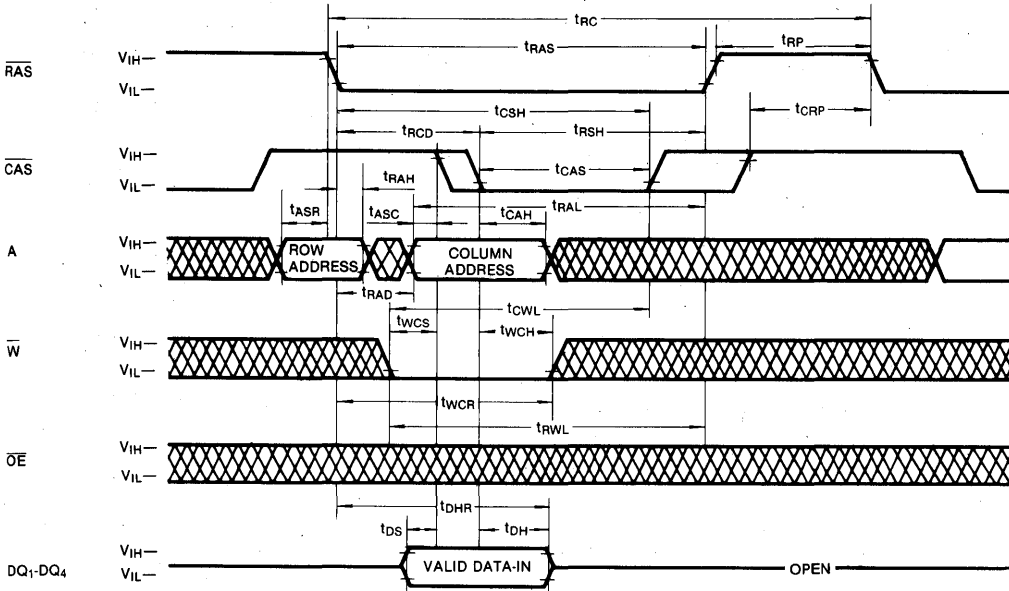 tRC
tRAS
tRP
RAS
VIH—
VIL—
tCSH
tCRP
tRCD
tRSH
CAS
VIH—
VIL—
tCAS
tRAH
tRAL
tASR
tASC
tCAH
A
VIH—
VIL—
ROW
ADDRESS
COLUMN
ADDRESS
tRAD
tCWL
tWCS
tWCH
W
VIH—
VIL—
tWCR
tRWL
OE
VIH—
VIL—
tDHR
tDS
tDH
DQ1-DQ4
VIH—
VIL—
VALID DATA-IN
OPEN